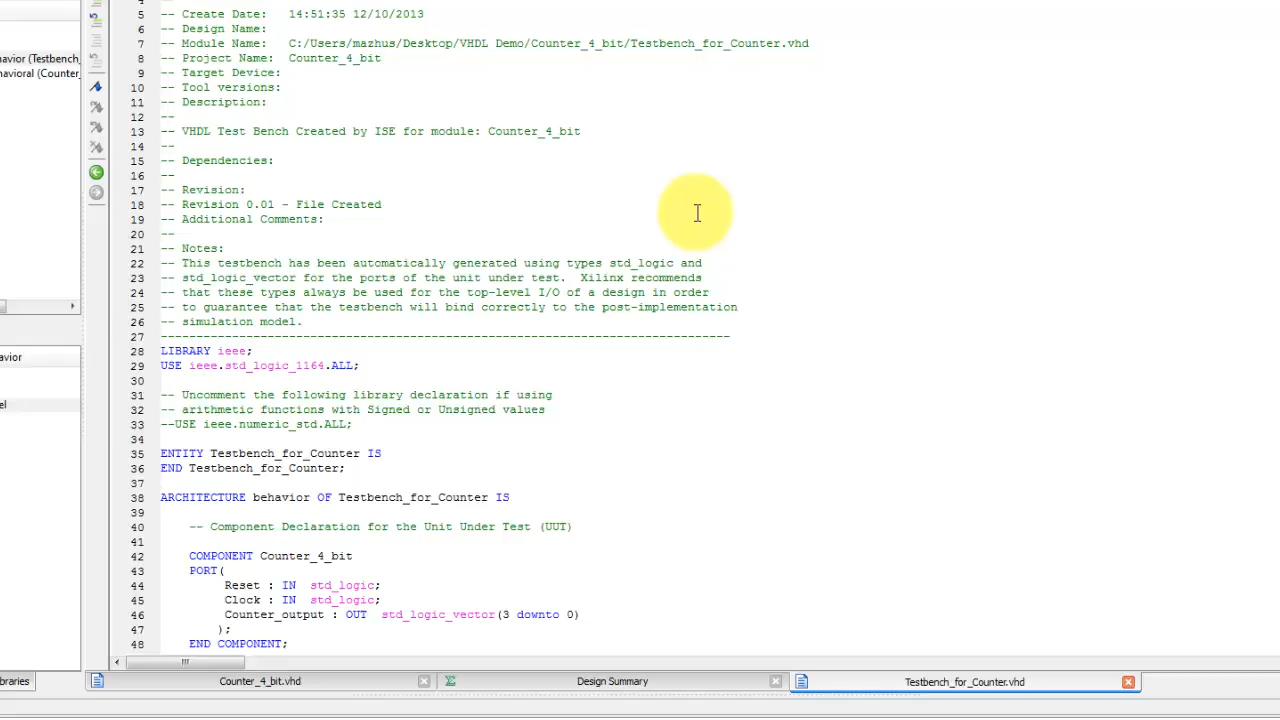 5 -- Create Date:   14:51:35 12/10/2013
6 -- Design Name:
7 -- Module Name:   C:/Users/mazhus/Desktop/VHDL Demo/Counter_4_bit/Testbench_for_Counter.vhd
8 -- Project Name:  Counter_4_bit
9 -- Target Device:
10 -- Tool versions:
11 -- Description:
12 --
13 -- VHDL Test Bench Created by ISE for module: Counter_4_bit
14 --
15 -- Dependencies:
16 --
17 -- Revision:
18 -- Revision 0.01 - File Created
19 -- Additional Comments:
20 --
21 -- Notes:
22 -- This testbench has been automatically generated using types std_logic and
23 -- std_logic_vector for the ports of the unit under test.  Xilinx recommends
24 -- that these types always be used for the top-level I/O of a design in order
25 -- to guarantee that the testbench will bind correctly to the post-implementation
26 -- simulation model.
27 --------------------------------------------------------------------------------
28 LIBRARY ieee;
29 USE ieee.std_logic_1164.ALL;
30
31 -- Uncomment the following library declaration if using
32 -- arithmetic functions with Signed or Unsigned values
33 --USE ieee.numeric_std.ALL;
34
35 ENTITY Testbench_for_Counter IS
36 END Testbench_for_Counter;
37
38 ARCHITECTURE behavior OF Testbench_for_Counter IS
39
40     -- Component Declaration for the Unit Under Test (UUT)
41
42     COMPONENT Counter_4_bit
43     PORT(
44          Reset : IN  std_logic;
45          Clock : IN  std_logic;
46          Counter_output : OUT  std_logic_vector(3 downto 0)
47         );
48     END COMPONENT;
havior (Testbench_
havioral (Counter_
avior
el
braries
Counter_4_bit.vhd
Design Summary
Testbench_for_Counter.vhd